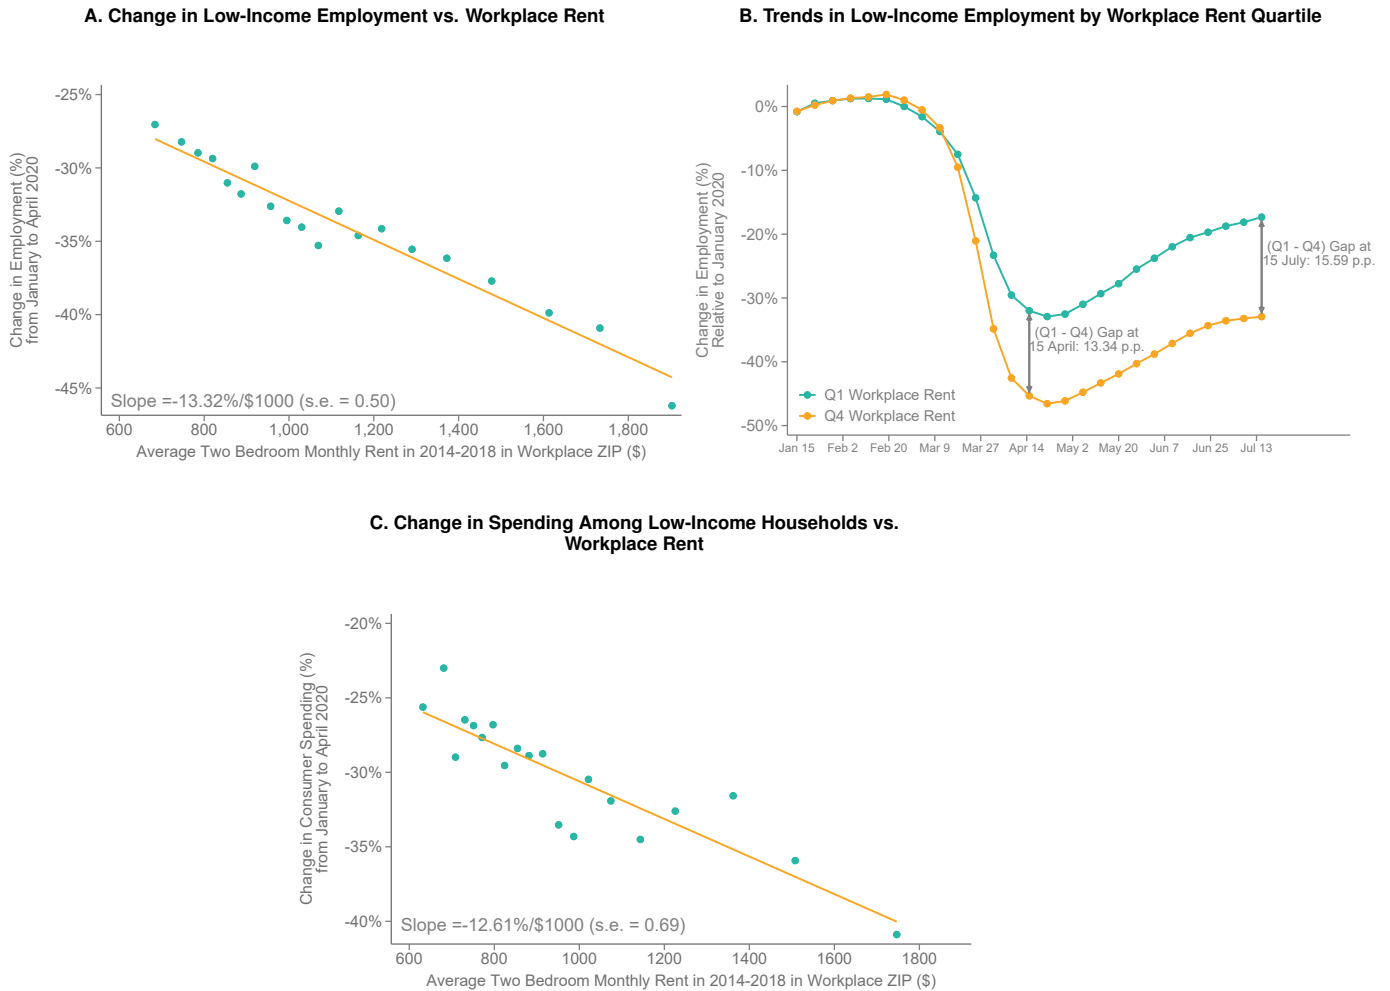 A. Change in Low-Income Employment vs. Workplace Rent
Change in Employment (%)
from January to April 2020
-25%
-30%
-35%
-40%
-45%
Slope =-13.32%/$1000 (s.e. = 0.50)
600
800
1,000
1,200
1,400
1,600
1,800
Average Two Bedroom Monthly Rent in 2014-2018 in Workplace ZIP ($)
B. Trends in Low-Income Employment by Workplace Rent Quartile
Change in Employment (%)
Relative to January 2020
0%
-10%
-20%
-30%
-40%
-50%
(Q1 - Q4) Gap at
15 July: 15.59 p.p.
(Q1 - Q4) Gap at
15 April: 13.34 p.p.
Q1 Workplace Rent
Q4 Workplace Rent
Jan 15
Feb 2
Feb 20
Mar 9
Mar 27
Apr 14
May 2
May 20
Jun 7
Jun 25
Jul 13
C. Change in Spending Among Low-Income Households vs.
Workplace Rent
Change in Consumer Spending (%)
from January to April 2020
-20%
-25%
-30%
-35%
-40%
Slope =-12.61%/$1000 (s.e. = 0.69)
600
800
1000
1200
1400
1600
1800
Average Two Bedroom Monthly Rent in 2014-2018 in Workplace ZIP ($)